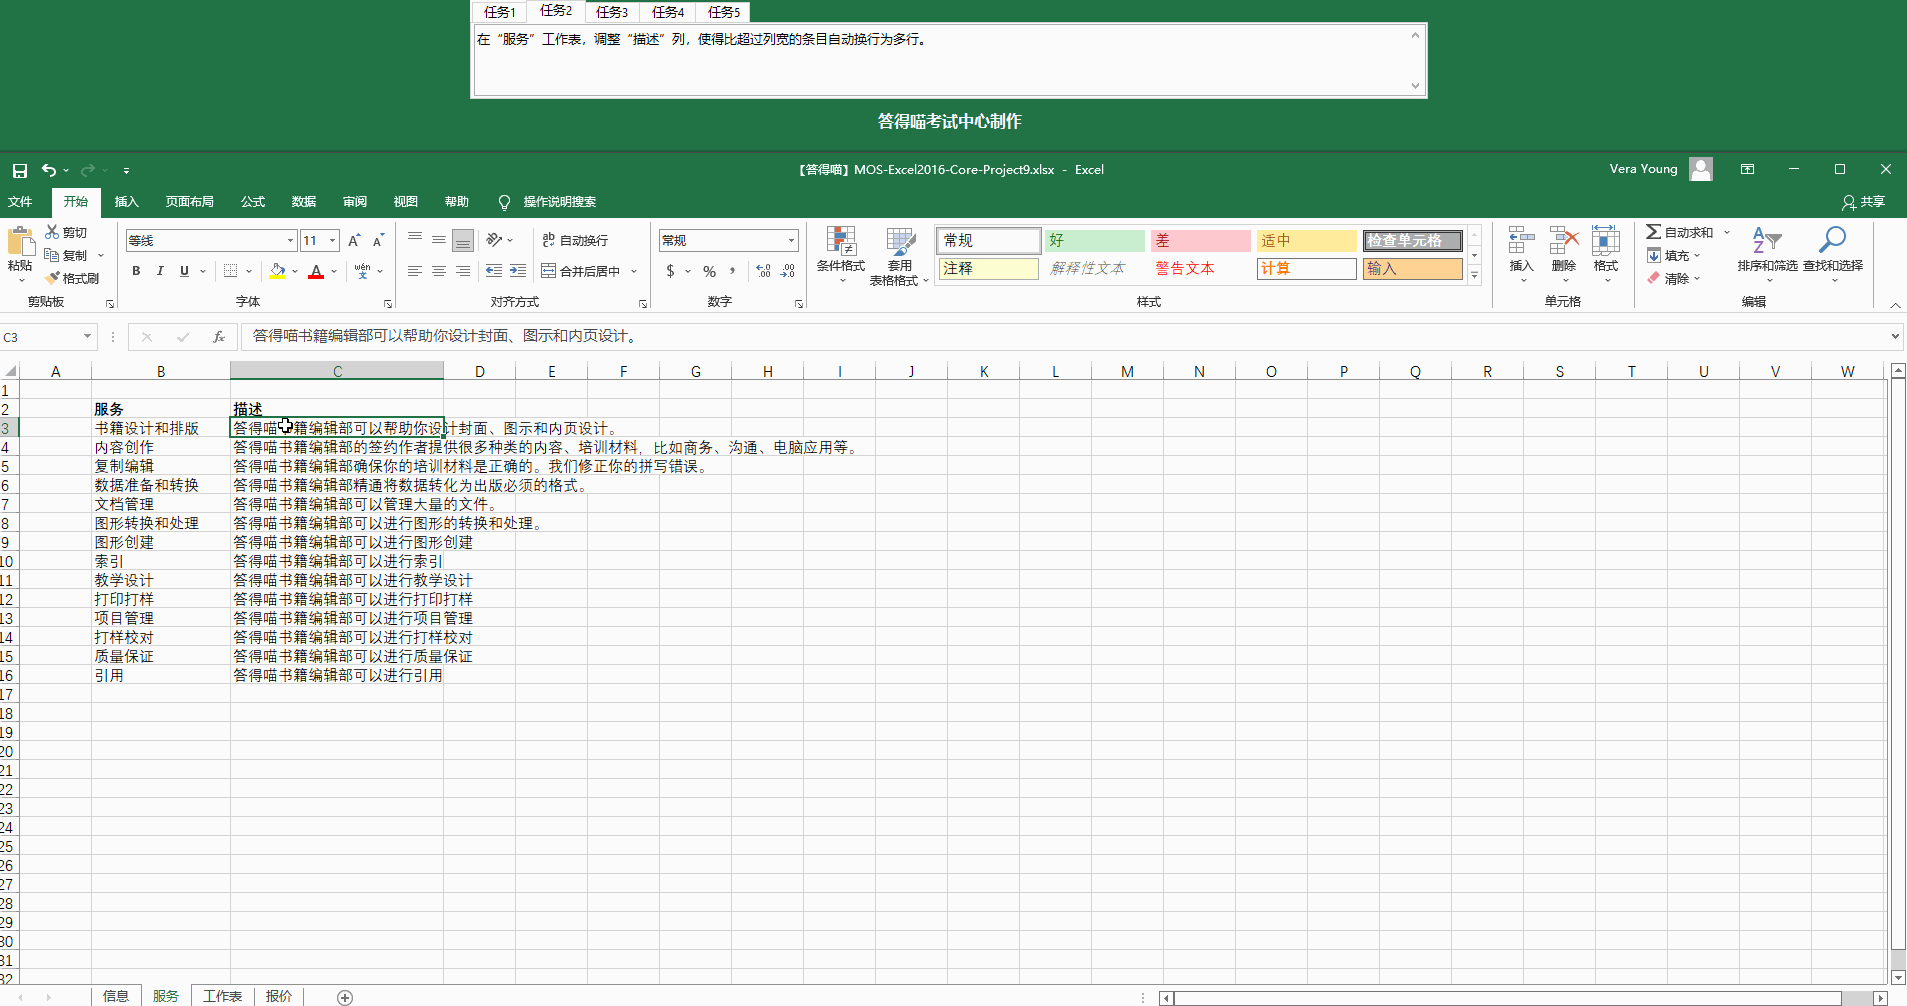 任务1 任务2 任务3 任务4 任务5
在“服务”工作表，调整“描述”列，使得比超过列宽的条目自动换行为多行。
答得喵考试中心制作
【答得喵】MOS-Excel2016-Core-Project9.xlsx - Excel
Vera Young
文件 开始 插入 页面布局 公式 数据 审阅 视图 帮助 操作说明搜索 共享
粘贴 剪切 复制 格式刷 剪贴板
等线 11 A A B I U A wén 文 字体
ab 自动换行 合并后居中 对齐方式
常规 $ % , 数字
条件格式 套用 表格格式
常规 好 差 适中 检查单元格
注释 解释性文本 警告文本 计算 输入
样式
插入 删除 格式 单元格
自动求和 填充 清除 排序和筛选 查找和选择 编辑
C3 fx 答得喵书籍编辑部可以帮助你设计封面、图示和内页设计。
A B C D E F G H I J K L M N O P Q R S T U V W
1
2 服务 描述
3 书籍设计和排版 答得喵书籍编辑部可以帮助你设计封面、图示和内页设计。
4 内容创作 答得喵书籍编辑部的签约作者提供很多种类的内容、培训材料，比如商务、沟通、电脑应用等。
5 复制编辑 答得喵书籍编辑部确保你的培训材料是正确的。我们修正你的拼写错误。
6 数据准备和转换 答得喵书籍编辑部精通将数据转化为出版必须的格式。
7 文档管理 答得喵书籍编辑部可以管理大量的文件。
8 图形转换和处理 答得喵书籍编辑部可以进行图形的转换和处理。
9 图形创建 答得喵书籍编辑部可以进行图形创建
10 索引 答得喵书籍编辑部可以进行索引
11 教学设计 答得喵书籍编辑部可以进行教学设计
12 打印打样 答得喵书籍编辑部可以进行打印打样
13 项目管理 答得喵书籍编辑部可以进行项目管理
14 打样校对 答得喵书籍编辑部可以进行打样校对
15 质量保证 答得喵书籍编辑部可以进行质量保证
16 引用 答得喵书籍编辑部可以进行引用
17
18
19
20
21
22
23
24
25
26
27
28
29
30
31
32
信息 服务 工作表 报价